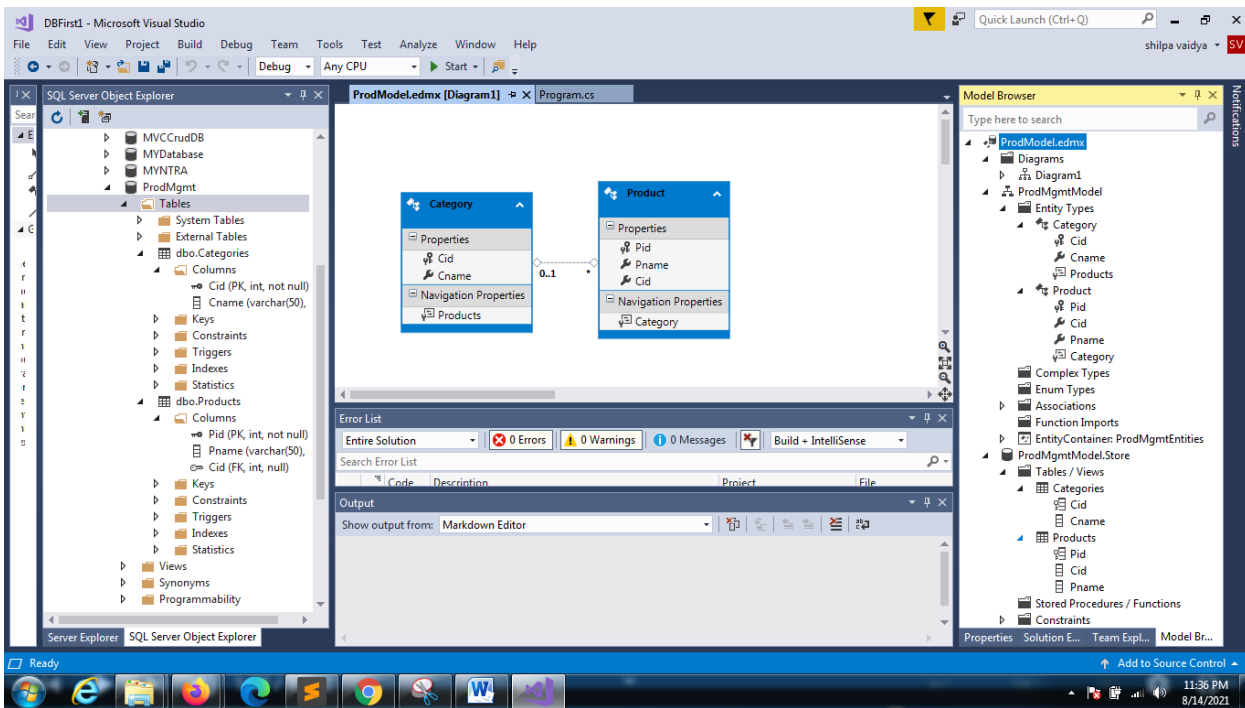 DBFirst1 - Microsoft Visual Studio
Quick Launch (Ctrl+Q)
File Edit View Project Build Debug Team Tools Test Analyze Window Help
shilpa vaidya
SV
Debug Any CPU Start
SQL Server Object Explorer
MVCCrudDB
MYDatabase
MYNTRA
ProdMgmt
Tables
System Tables
External Tables
dbo.Categories
Columns
Cid (PK, int, not null)
Cname (varchar(50),
Keys
Constraints
Triggers
Indexes
Statistics
dbo.Products
Columns
Pid (PK, int, not null)
Pname (varchar(50),
Cid (FK, int, null)
Keys
Constraints
Triggers
Indexes
Statistics
Views
Synonyms
Programmability
Server Explorer SQL Server Object Explorer
ProdModel.edmx [Diagram1] Program.cs
Category
Properties
Cid
Cname
Navigation Properties
Products
0..1 *
Product
Properties
Pid
Pname
Cid
Navigation Properties
Category
Error List
Entire Solution 0 Errors 0 Warnings 0 Messages Build + IntelliSense
Search Error List
Code Description Project File
Output
Show output from: Markdown Editor
Model Browser
Type here to search
ProdModel.edmx
Diagrams
Diagram1
ProdMgmtModel
Entity Types
Category
Cid
Cname
Products
Product
Pid
Cid
Pname
Category
Complex Types
Enum Types
Associations
Function Imports
EntityContainer: ProdMgmtEntities
ProdMgmtModel.Store
Tables / Views
Categories
Cid
Cname
Products
Pid
Cid
Pname
Stored Procedures / Functions
Constraints
Properties Solution E... Team Expl... Model Br...
Notifications
Ready
Add to Source Control
11:36 PM
8/14/2021